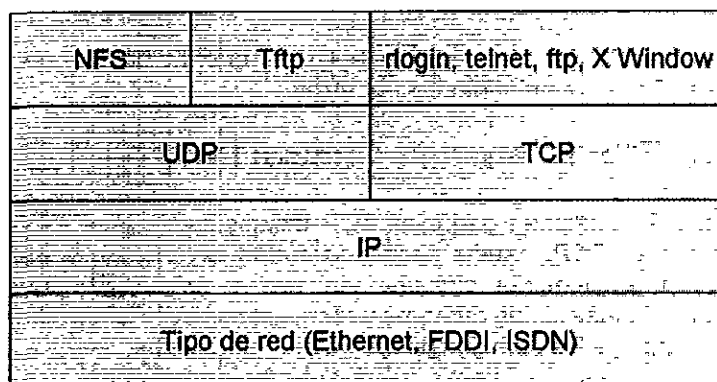 NFS
Tftp
rlogin, telnet, ftp, X Window
UDP
TCP
IP
Tipo de red (Ethernet, FDDI, ISDN)